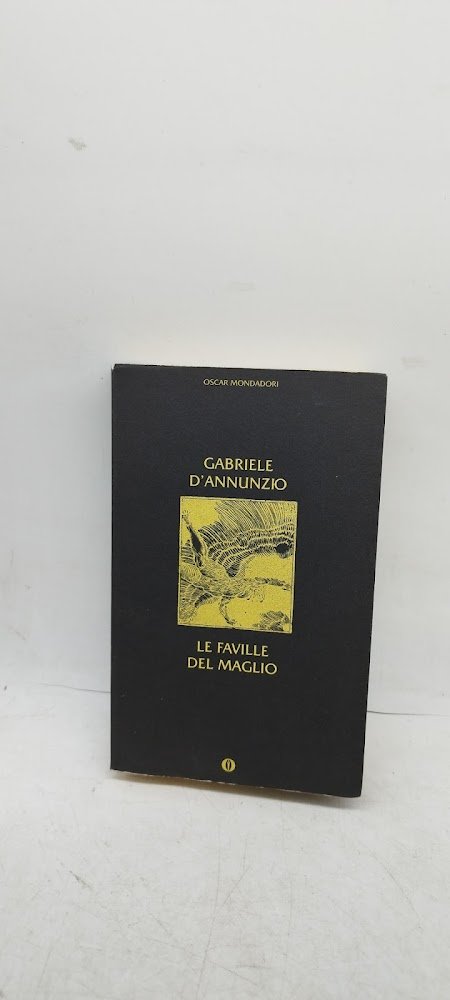 OSCAR MONDADORI
GABRIELE
D'ANNUNZIO
LE FAVILLE
DEL MAGLIO